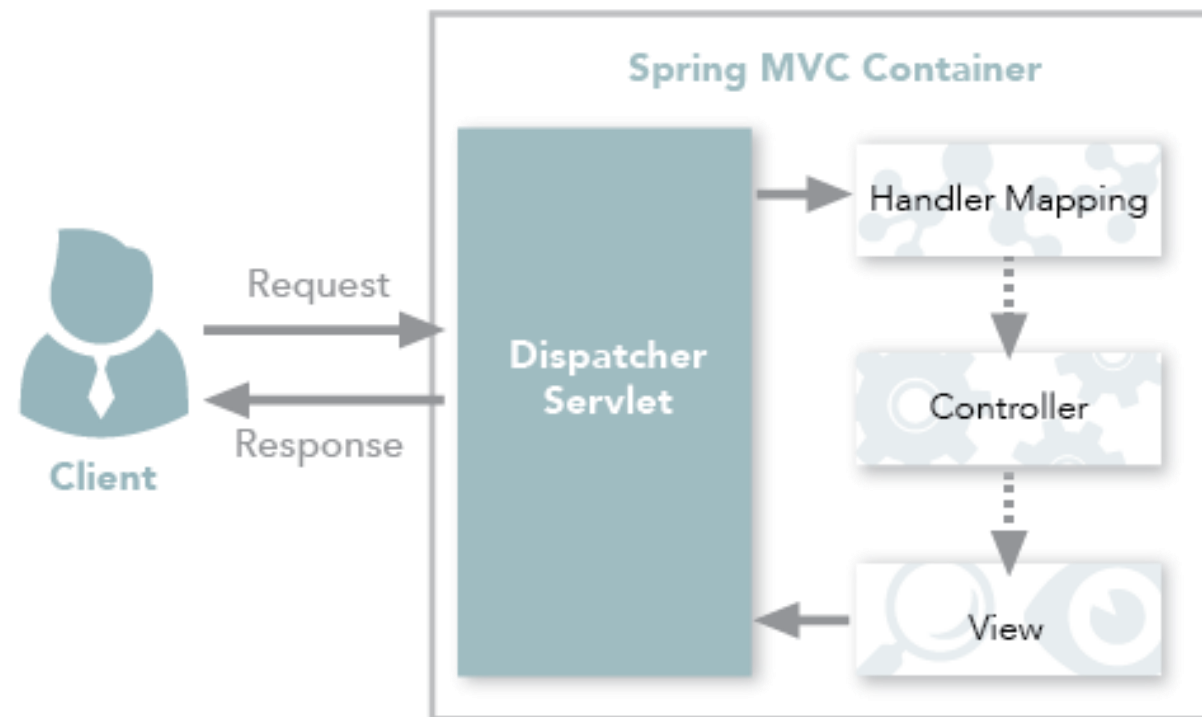 Spring MVC Container
Handler Mapping
Request
Dispatcher
Servlet
Controller
Response
Client
View